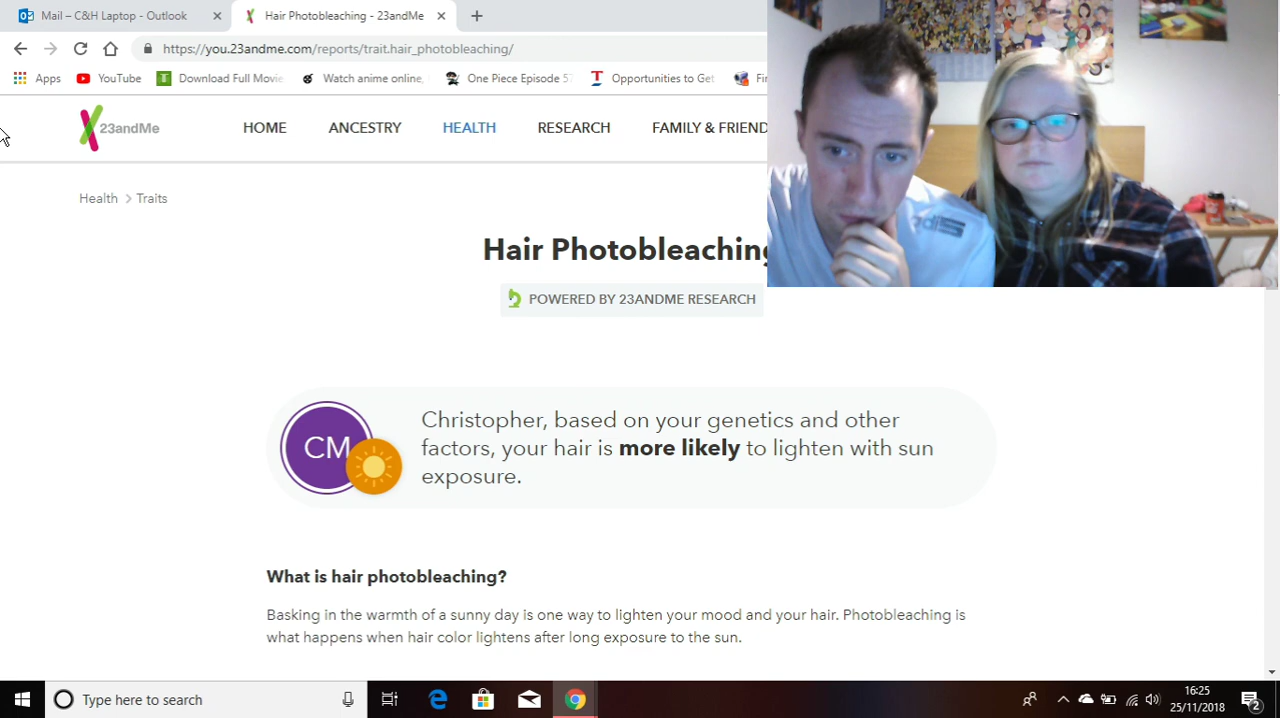 Mail – C&H Laptop - Outlook
Hair Photobleaching - 23andMe
https://you.23andme.com/reports/trait.hair_photobleaching/
Apps
YouTube
Download Full Movie
Watch anime online,
One Piece Episode 57
Opportunities to Get
23andMe
HOME
ANCESTRY
HEALTH
RESEARCH
FAMILY & FRIEND
Health > Traits
Hair Photobleaching
POWERED BY 23ANDME RESEARCH
CM
Christopher, based on your genetics and other
factors, your hair is more likely to lighten with sun
exposure.
What is hair photobleaching?
Basking in the warmth of a sunny day is one way to lighten your mood and your hair. Photobleaching is
what happens when hair color lightens after long exposure to the sun.
Type here to search
16:25
25/11/2018
2